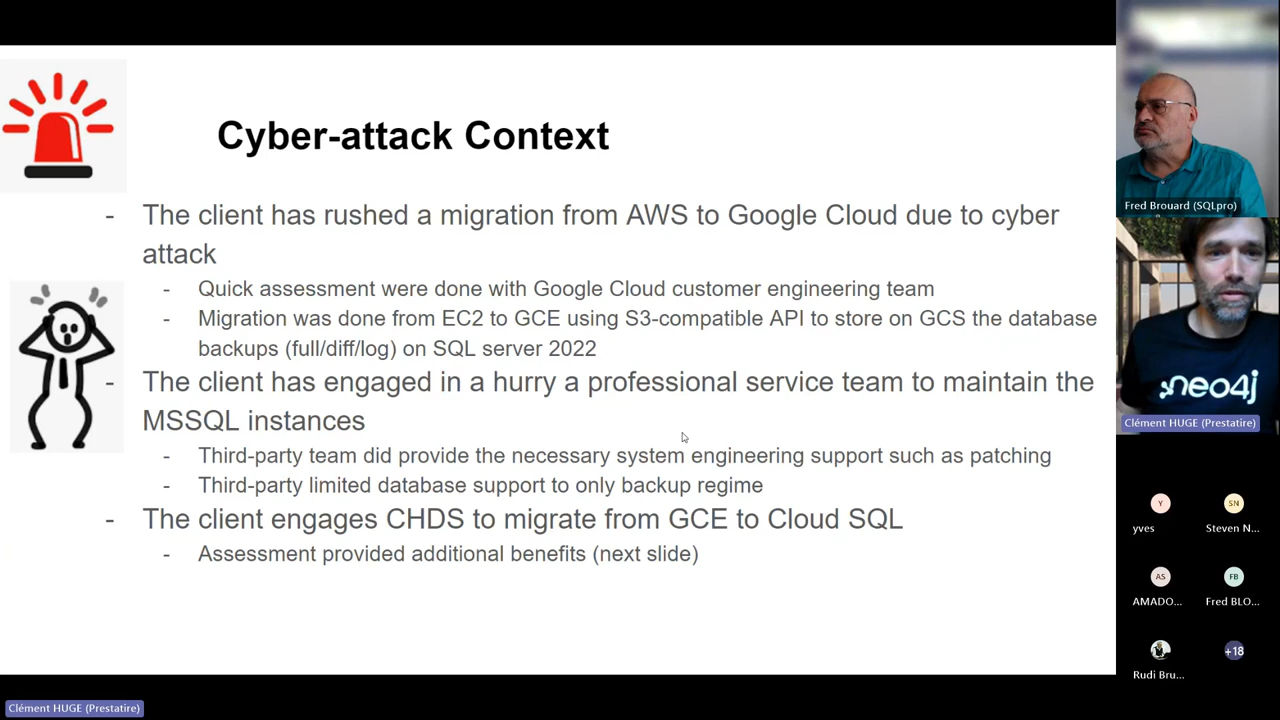 Cyber-attack Context
- The client has rushed a migration from AWS to Google Cloud due to cyber
attack
- Quick assessment were done with Google Cloud customer engineering team
- Migration was done from EC2 to GCE using S3-compatible API to store on GCS the database
backups (full/diff/log) on SQL server 2022
- The client has engaged in a hurry a professional service team to maintain the
MSSQL instances
- Third-party team did provide the necessary system engineering support such as patching
- Third-party limited database support to only backup regime
- The client engages CHDS to migrate from GCE to Cloud SQL
- Assessment provided additional benefits (next slide)
Fred Brouard (SQLpro)
neo4j
Clément HUGE (Prestatire)
Y
SN
yves
Steven N...
AS
FB
AMADO...
Fred BLO...
+18
Rudi Bru...
Clément HUGE (Prestatire)